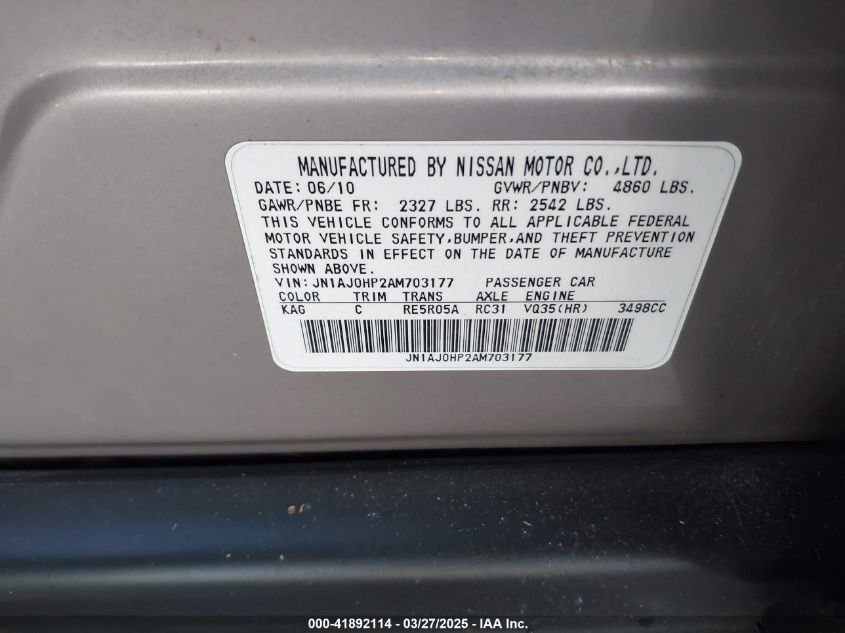 MANUFACTURED BY NISSAN MOTOR CO.,LTD.
DATE: 06/10 GVWR/PNBV: 4860 LBS.
GAWR/PNBE FR: 2327 LBS. RR: 2542 LBS.
THIS VEHICLE CONFORMS TO ALL APPLICABLE FEDERAL
MOTOR VEHICLE SAFETY,BUMPER,AND THEFT PREVENTION
STANDARDS IN EFFECT ON THE DATE OF MANUFACTURE
SHOWN ABOVE.
VIN: JN1AJ0HP2AM703177 PASSENGER CAR
COLOR TRIM TRANS AXLE ENGINE
KAG C RE5R05A RC31 VQ35(HR) 3498CC
JN1AJ0HP2AM703177
000-41892114 — 03/27/2025 - IAA Inc.